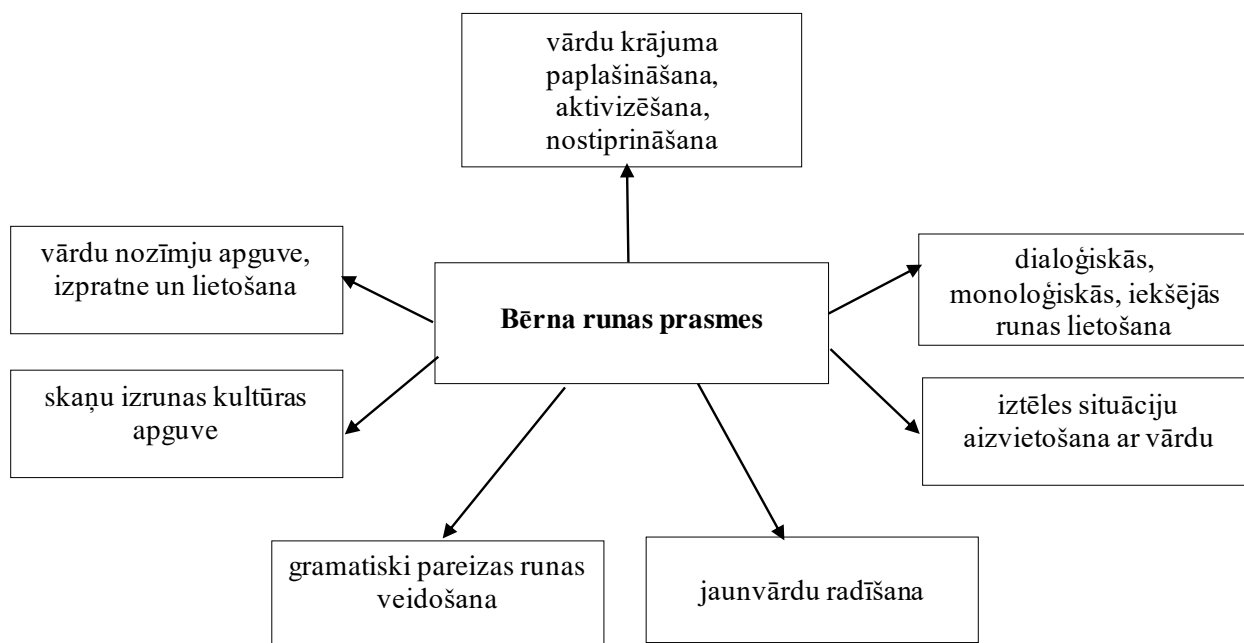 vārdu krājuma
paplašināšana,
aktivizēšana,
nostiprināšana
vārdu nozīmju apguve,
izpratne un lietošana
dialoģiskās,
monoloģiskās, iekšējās
runas lietošana
Bērna runas prasmes
skaņu izrunas kultūras
apguve
iztēles situāciju
aizvietošana ar vārdu
gramatiski pareizas runas
veidošana
jaunvārdu radīšana